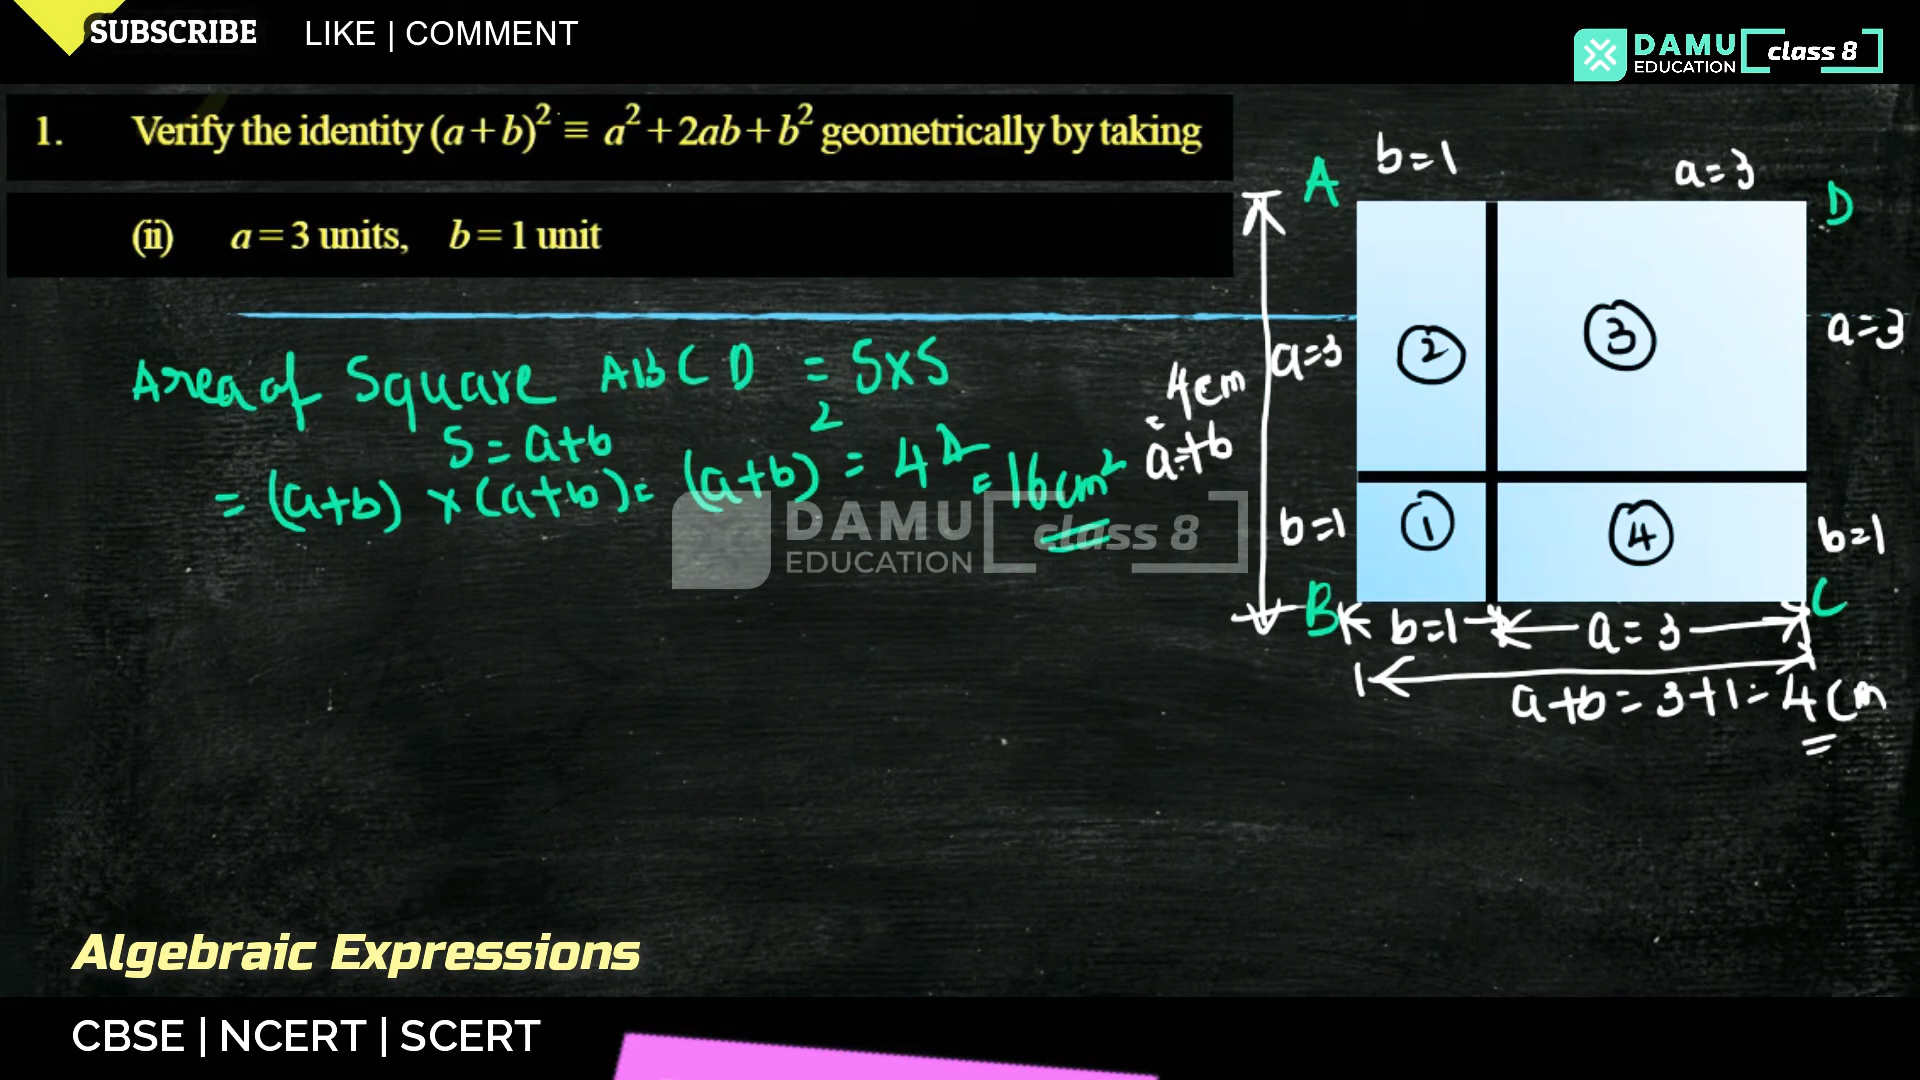 SUBSCRIBE LIKE | COMMENT
DAMU EDUCATION class 8
1. Verify the identity (a+b)² ≡ a²+2ab+b² geometrically by taking
(ii) a=3 units, b=1 unit
Area of Square ABCD = S×S
S = a+b
= (a+b) × (a+b) = (a+b)² = 4² = 16cm²
A
b=1
a=3
D
2
3
a=3
a=3
4cm
=
a+b
b=1
1
4
b=1
B
b=1
a=3
C
a+b = 3+1 = 4cm
DAMU EDUCATION class 8
Algebraic Expressions
CBSE | NCERT | SCERT